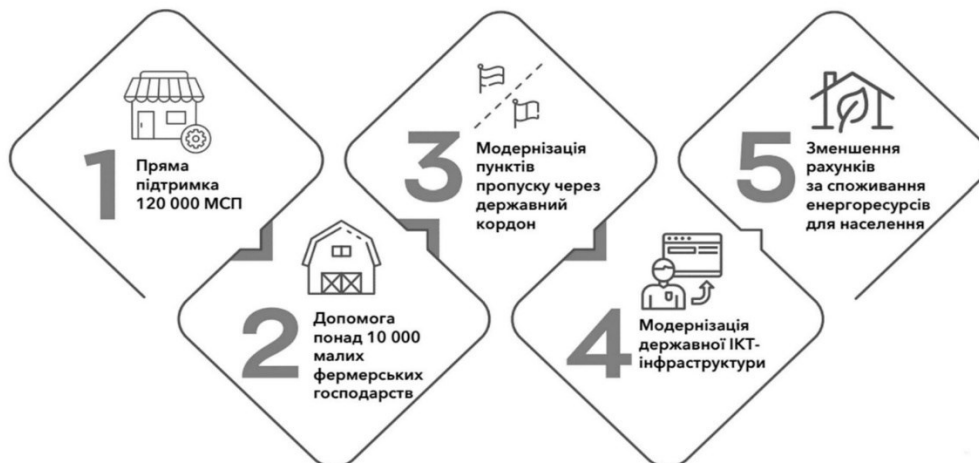 1
Пряма
підтримка
120 000 МСП
2
Допомога
понад 10 000
малих
фермерських
господарств
3
Модернізація
пунктів
пропуску через
державний
кордон
4
Модернізація
державної ІКТ-
інфраструктури
5
Зменшення
рахунків
за споживання
енергоресурсів
для населення